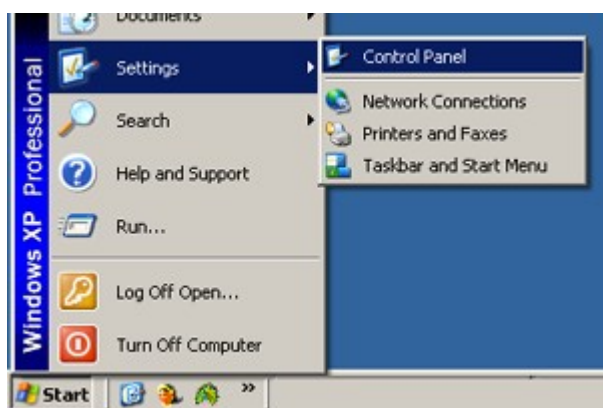 Documents
Settings
Control Panel
Network Connections
Search
Printers and Faxes
Help and Support
Taskbar and Start Menu
Run...
Log Off Open...
Turn Off Computer
Windows XP Professional
Start
»